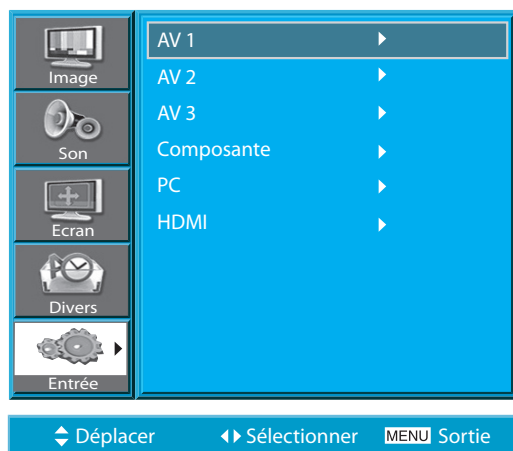 Image
Son
Ecran
Divers
Entrée
AV 1
AV 2
AV 3
Composante
PC
HDMI
Déplacer Sélectionner MENU Sortie